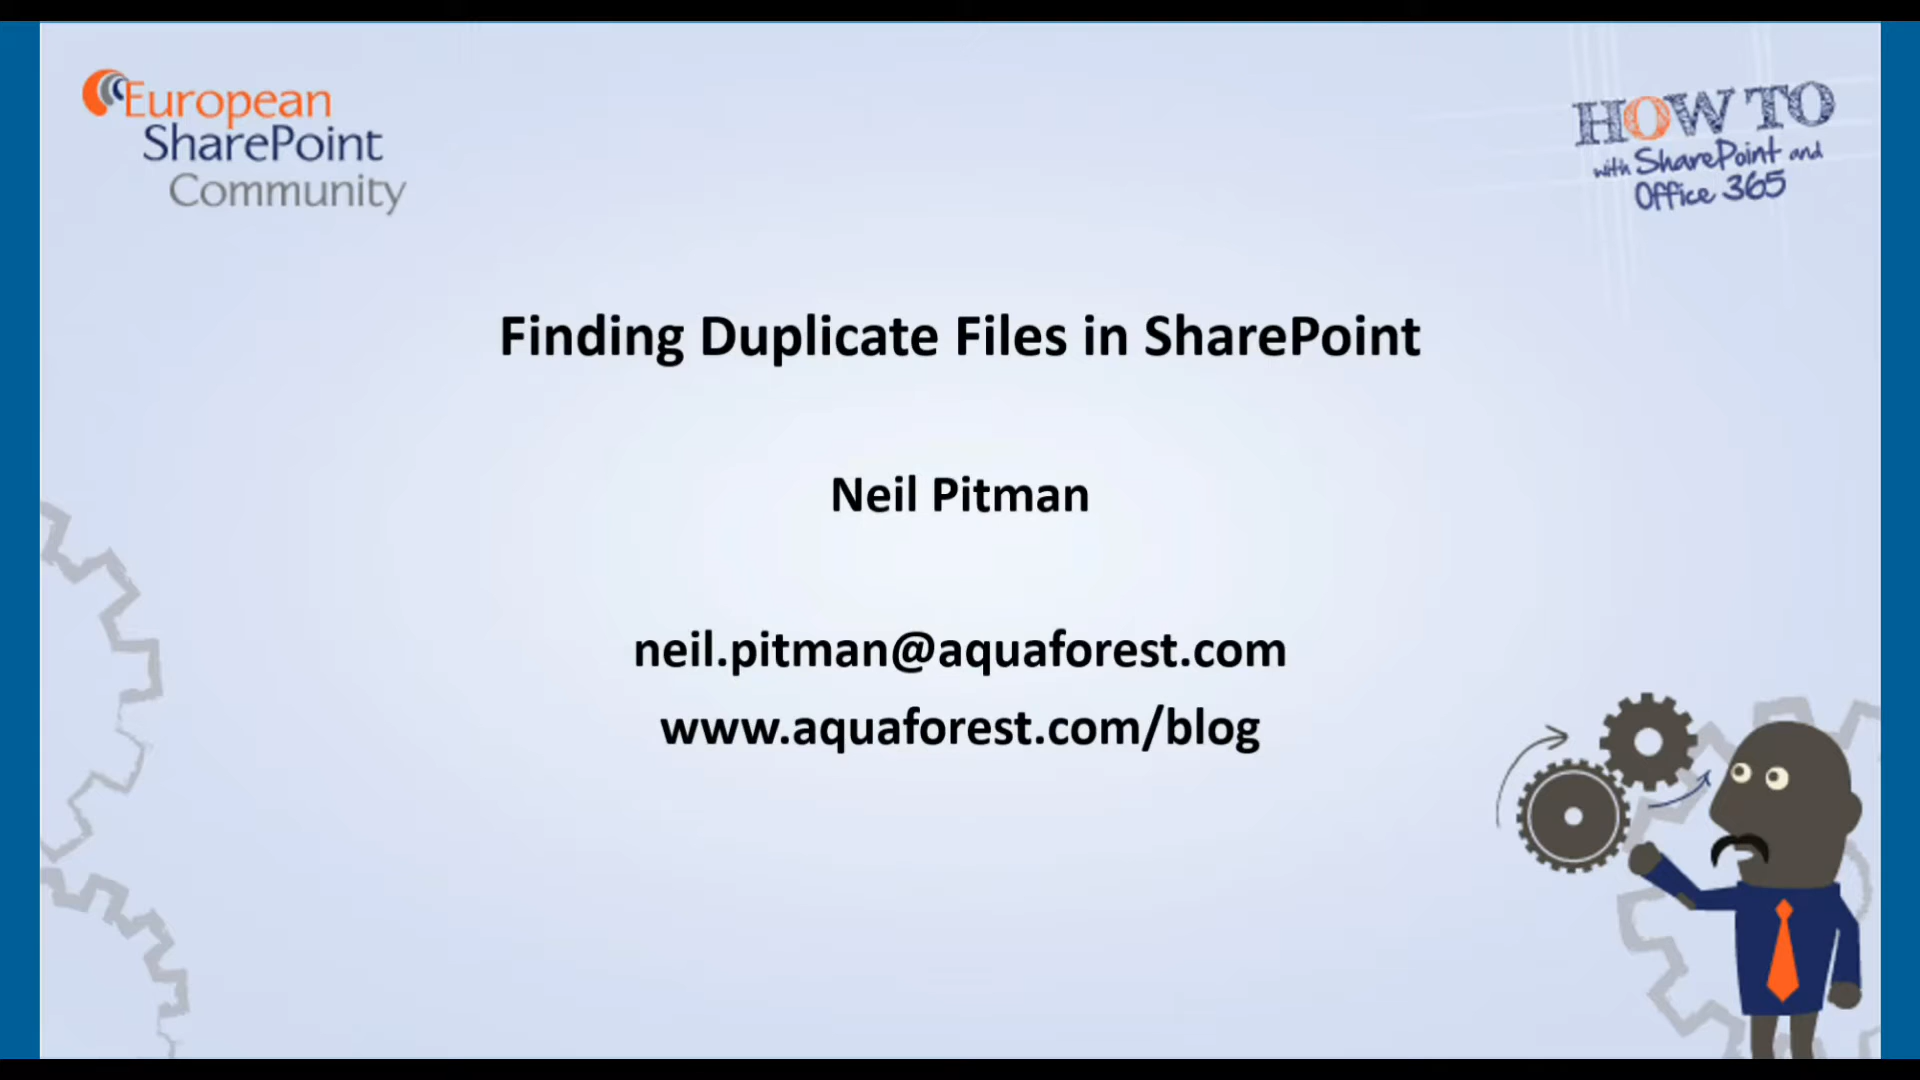 European
SharePoint
Community
HOW TO
with SharePoint and
Office 365
Finding Duplicate Files in SharePoint
Neil Pitman
neil.pitman@aquaforest.com
www.aquaforest.com/blog